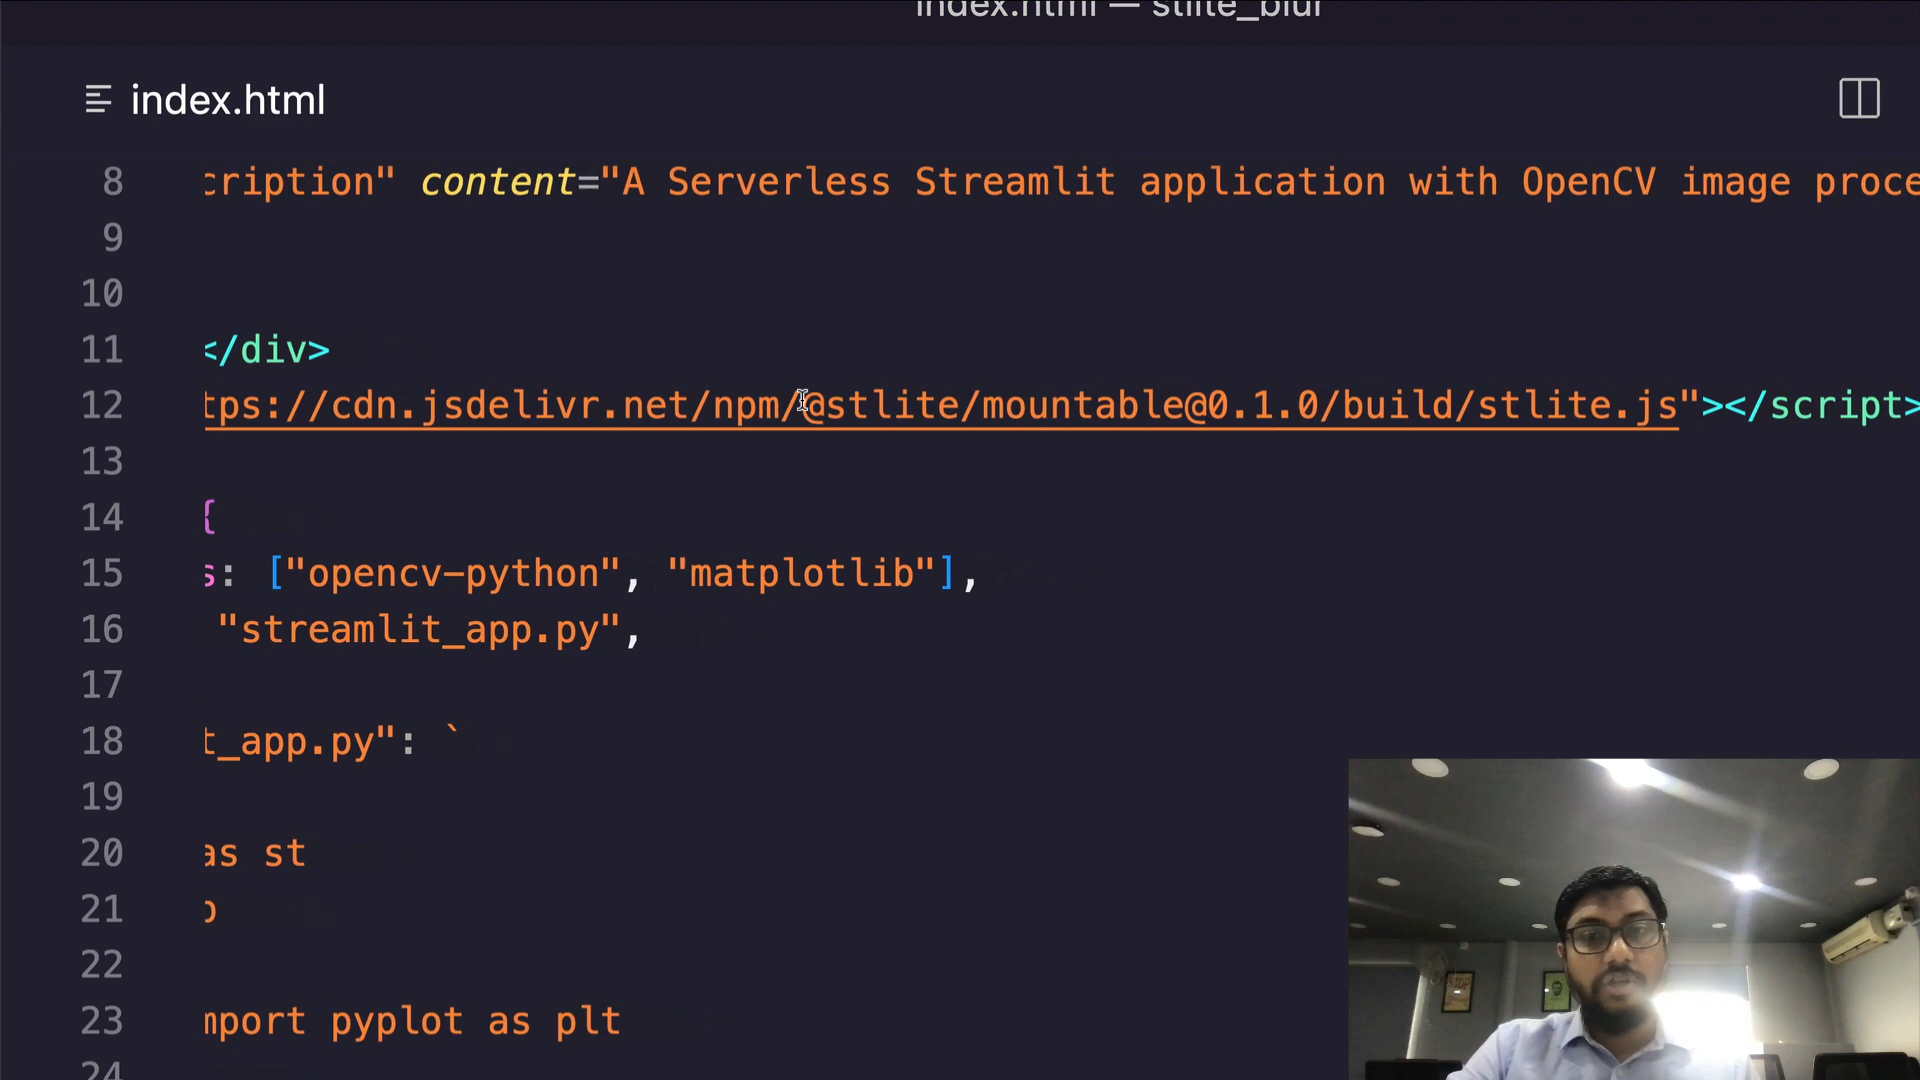 index.html — stlite_blur
index.html
8 cription" content="A Serverless Streamlit application with OpenCV image proce
9
10
11 </div>
12 tps://cdn.jsdelivr.net/npm/@stlite/mountable@0.1.0/build/stlite.js"></script>
13
14 {
15 s: ["opencv-python", "matplotlib"],
16 "streamlit_app.py",
17
18 t_app.py": `
19
20 as st
21
22
23 mport pyplot as plt
24